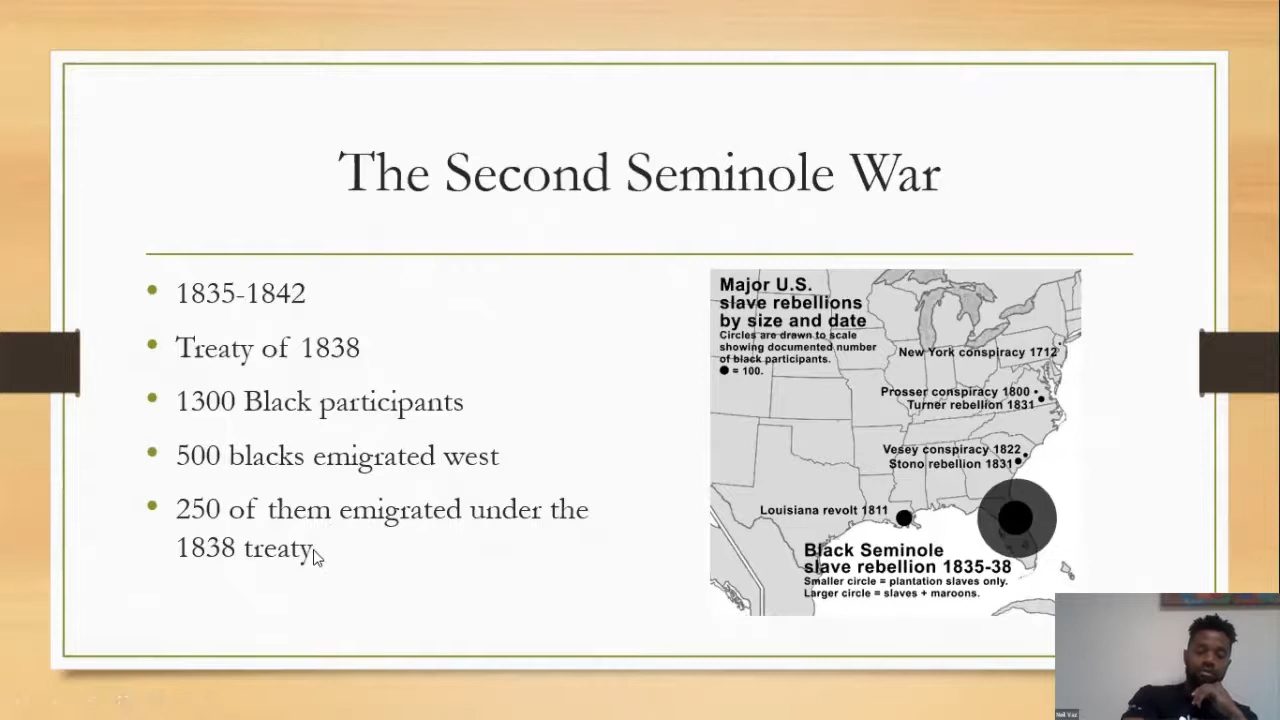 The Second Seminole War
1835-1842
Treaty of 1838
1300 Black participants
500 blacks emigrated west
250 of them emigrated under the
1838 treaty
Major U.S.
slave rebellions
by size and date
Circles are drawn to scale
showing documented number
of black participants.
= 100.
New York conspiracy 1712
Prosser conspiracy 1800
Turner rebellion 1831
Vesey conspiracy 1822
Stono rebellion 1831
Louisiana revolt 1811
Black Seminole
slave rebellion 1835-38
Smaller circle = plantation slaves only.
Larger circle = slaves + maroons.
Neil Vaz